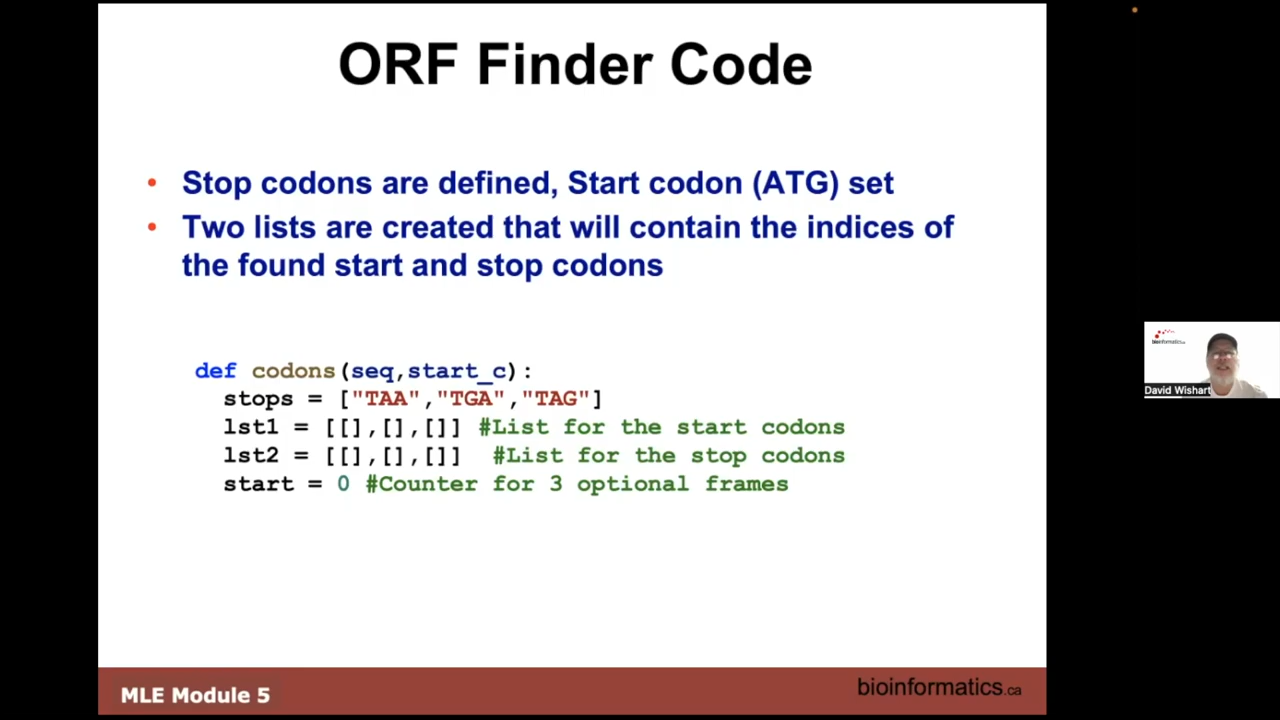 ORF Finder Code
• Stop codons are defined, Start codon (ATG) set
• Two lists are created that will contain the indices of
the found start and stop codons
def codons(seq,start_c):
stops = ["TAA","TGA","TAG"]
lst1 = [[],[],[]] #List for the start codons
lst2 = [[],[],[]] #List for the stop codons
start = 0 #Counter for 3 optional frames
bioinformatics.ca
David Wishart
MLE Module 5
bioinformatics.ca